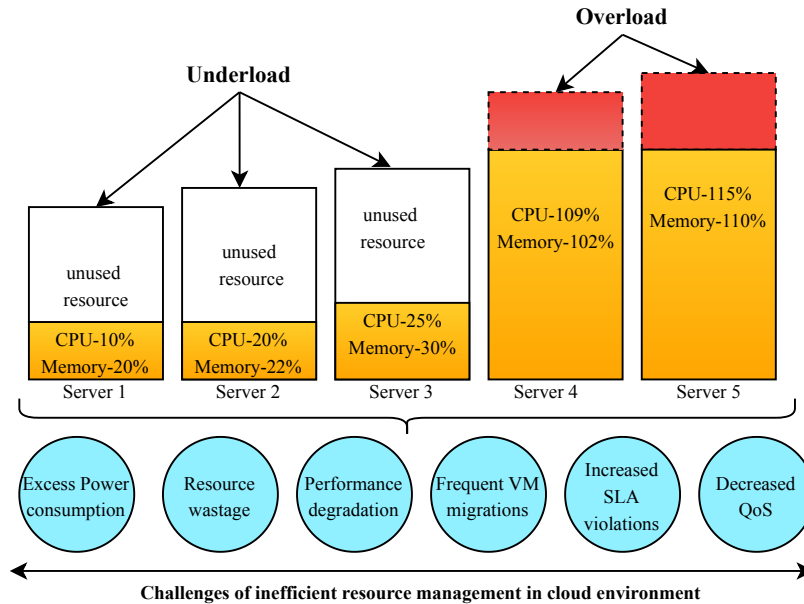 Overload
Underload
unused
resource
CPU-10%
Memory-20%
Server 1
unused
resource
CPU-20%
Memory-22%
Server 2
unused
resource
CPU-25%
Memory-30%
Server 3
CPU-109%
Memory-102%
Server 4
CPU-115%
Memory-110%
Server 5
Excess Power
consumption
Resource
wastage
Performance
degradation
Frequent VM
migrations
Increased
SLA
violations
Decreased
QoS
Challenges of inefficient resource management in cloud environment